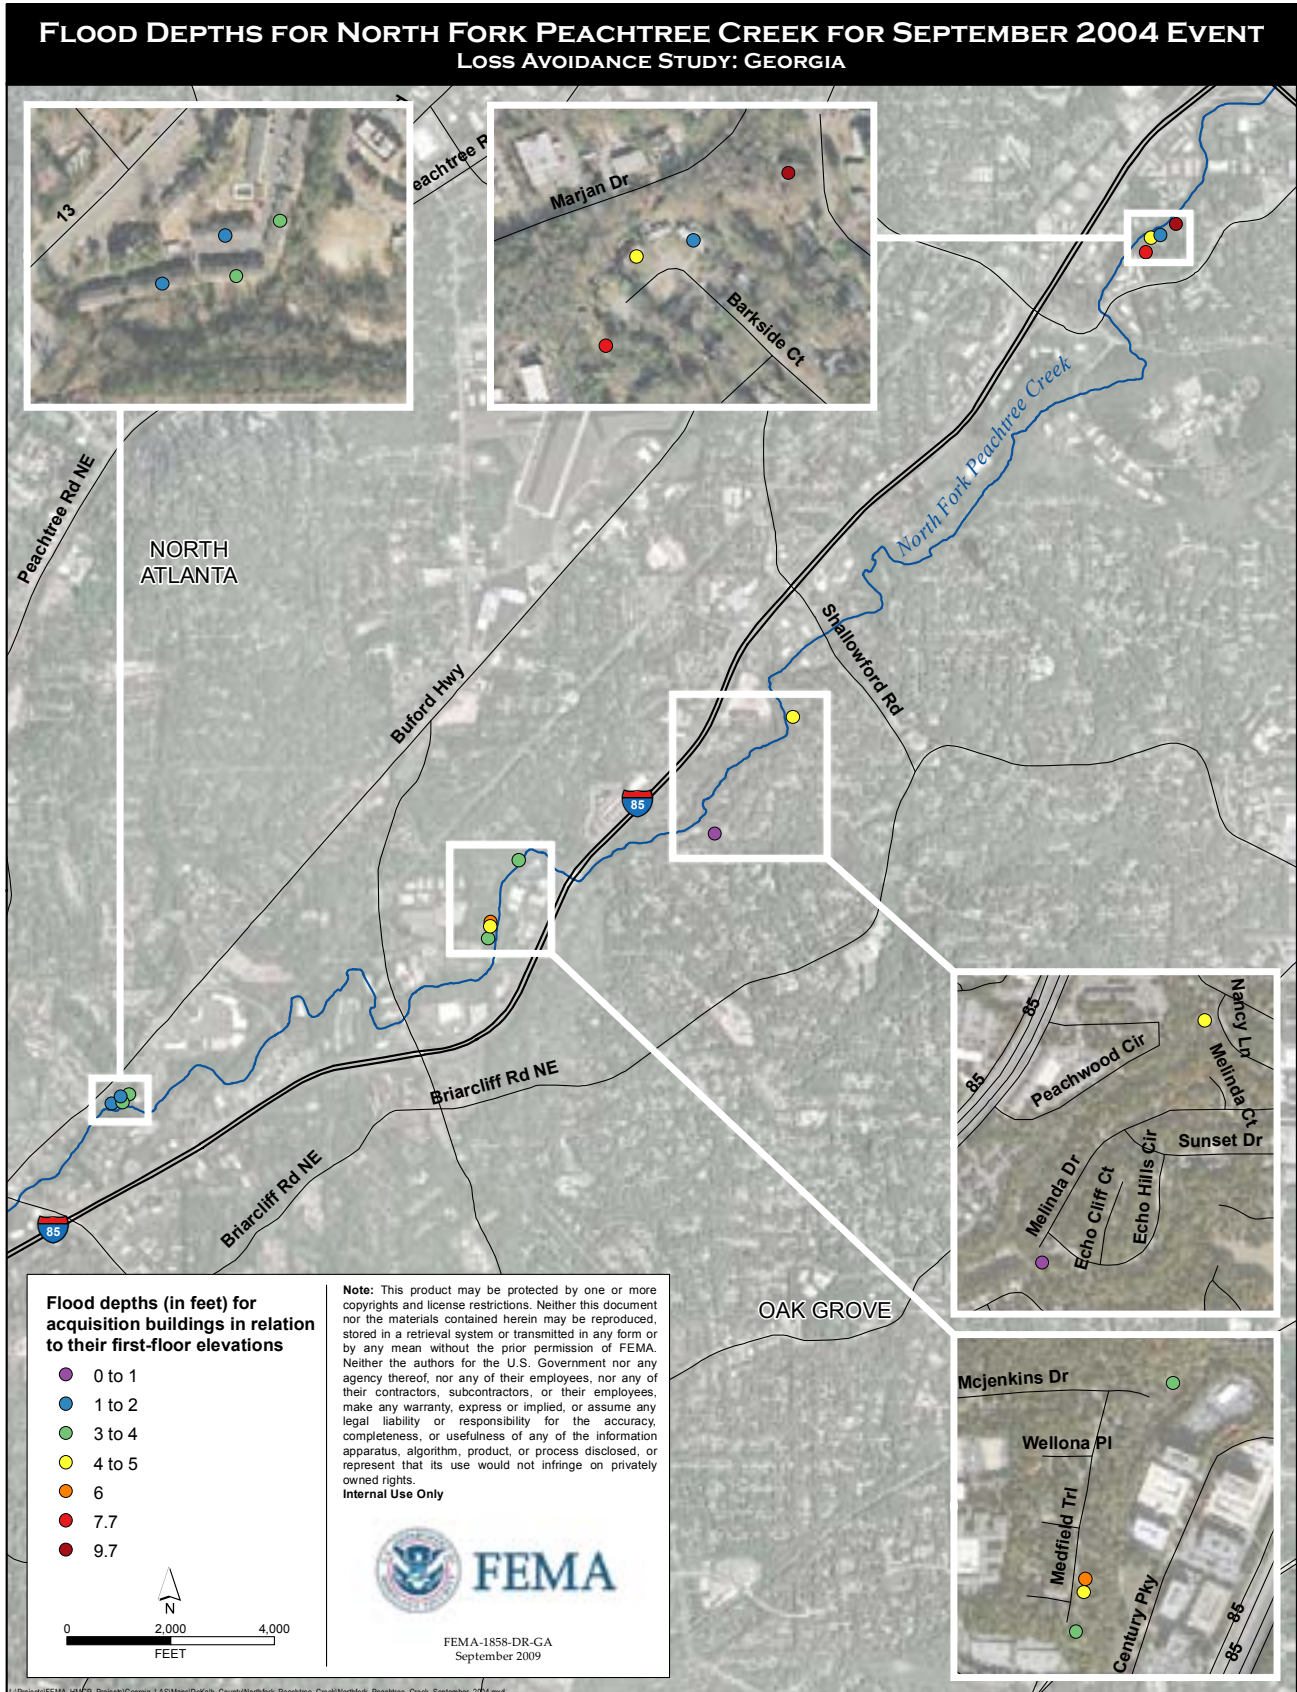 FLOOD DEPTHS FOR NORTH FORK PEACHTREE CREEK FOR SEPTEMBER 2004 EVENT
LOSS AVOIDANCE STUDY: GEORGIA
13
Marjan Dr
Barkside Ct
Peachtree Rd NE
NORTH
ATLANTA
North Fork Peachtree Creek
Buford Hwy
Shallowford Rd
85
Briarcliff Rd NE
Briarcliff Rd NE
85
OAK GROVE
85
85
Peachwood Cir
Nancy Ln
Melinda Ct
Sunset Dr
Melinda Dr
Echo Cliff Ct
Echo Hills Cir
Mcjenkins Dr
Wellona Pl
Medfield Trl
Century Pky
85
85
Flood depths (in feet) for
acquisition buildings in relation
to their first-floor elevations
0 to 1
1 to 2
3 to 4
4 to 5
6
7.7
9.7
N
0 2,000 4,000
FEET
Note: This product may be protected by one or more
copyrights and license restrictions. Neither this document
nor the materials contained herein may be reproduced,
stored in a retrieval system or transmitted in any form or
by any mean without the prior permission of FEMA.
Neither the authors for the U.S. Government nor any
agency thereof, nor any of their employees, nor any of
their contractors, subcontractors, or their employees,
make any warranty, express or implied, or assume any
legal liability or responsibility for the accuracy,
completeness, or usefulness of any of the information
apparatus, algorithm, product, or process disclosed, or
represent that its use would not infringe on privately
owned rights.
Internal Use Only
FEMA
FEMA-1858-DR-GA
September 2009